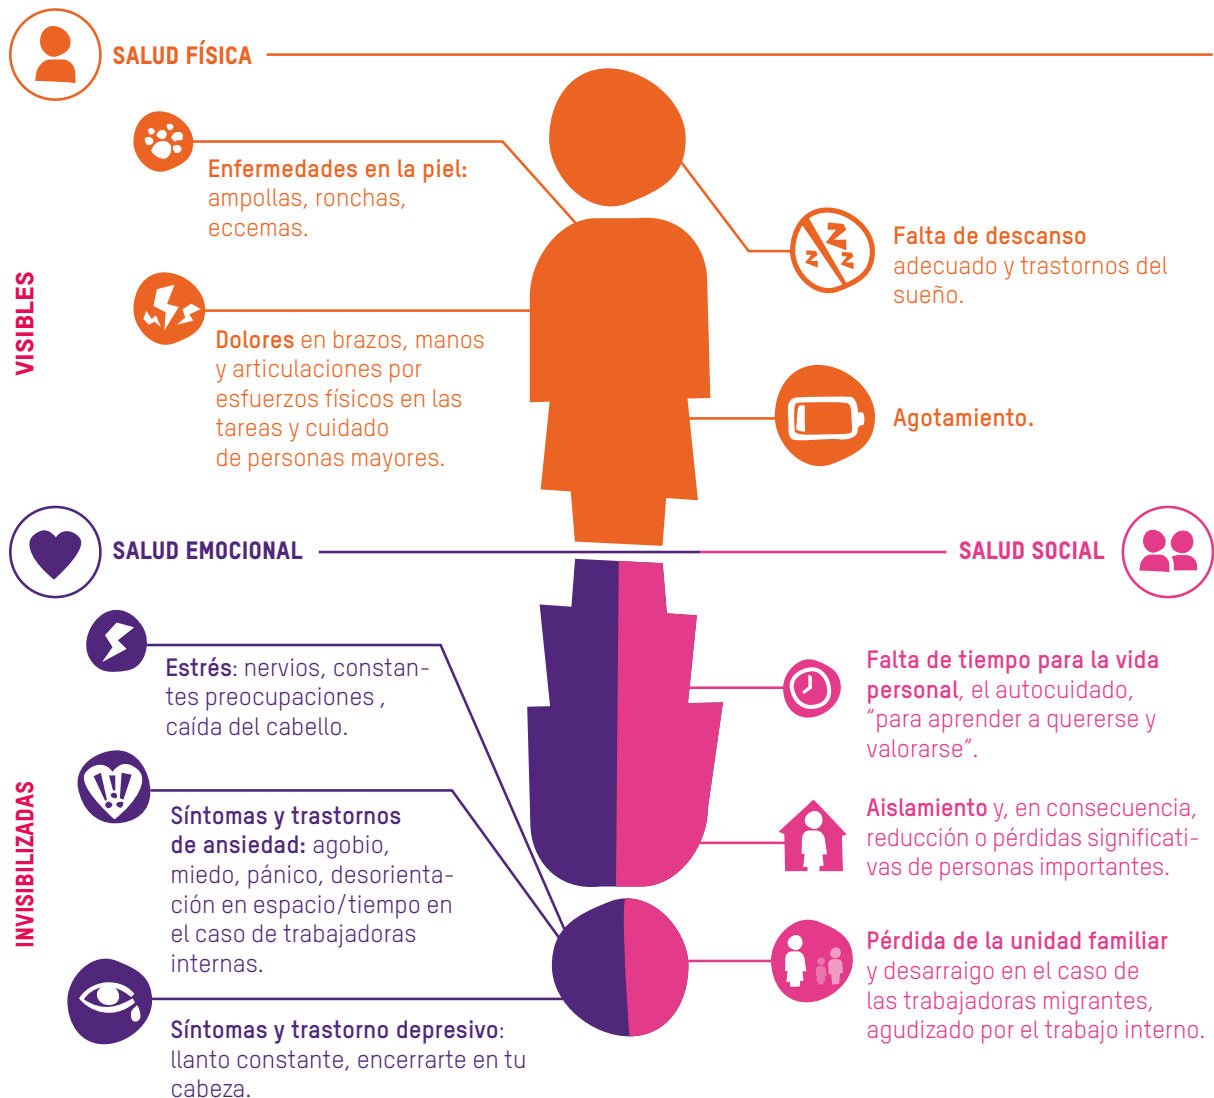 SALUD FÍSICA
VISIBLES
Enfermedades en la piel:
ampollas, ronchas,
eccemas.
Dolores en brazos, manos
y articulaciones por
esfuerzos físicos en las
tareas y cuidado
de personas mayores.
Z
Z
Z
Falta de descanso
adecuado y trastornos del
sueño.
Agotamiento.
SALUD EMOCIONAL
SALUD SOCIAL
INVISIBILIZADAS
Estrés: nervios, constan-
tes preocupaciones ,
caída del cabello.
!!!
Síntomas y trastornos
de ansiedad: agobio,
miedo, pánico, desorienta-
ción en espacio/tiempo en
el caso de trabajadoras
internas.
Síntomas y trastorno depresivo:
llanto constante, encerrarte en tu
cabeza.
Falta de tiempo para la vida
personal, el autocuidado,
“para aprender a quererse y
valorarse”.
Aislamiento y, en consecuencia,
reducción o pérdidas significati-
vas de personas importantes.
Pérdida de la unidad familiar
y desarraigo en el caso de
las trabajadoras migrantes,
agudizado por el trabajo interno.